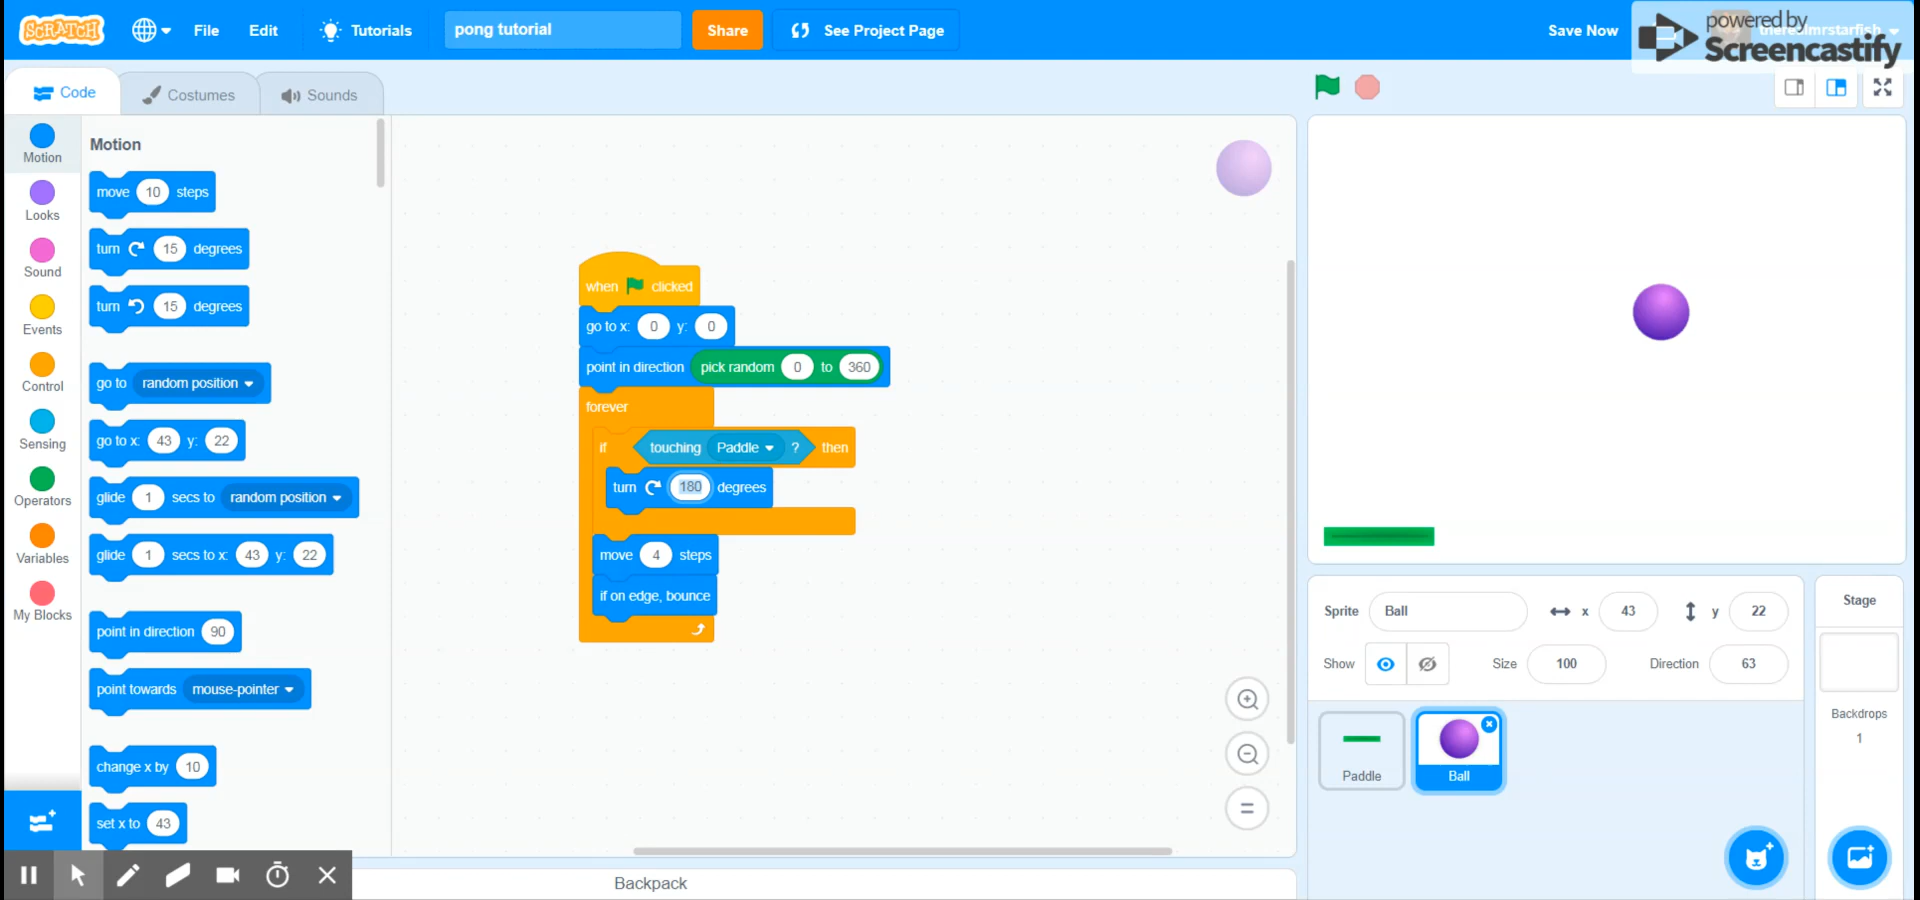 SCRATCH File Edit Tutorials pong tutorial Share See Project Page Save Now
powered by
Screencastify
Code Costumes Sounds
Motion
Looks
Sound
Events
Control
Sensing
Operators
Variables
My Blocks
Motion
move 10 steps
turn 15 degrees
turn 15 degrees
go to random position
go to x: 43 y: 22
glide 1 secs to random position
glide 1 secs to x: 43 y: 22
point in direction 90
point towards mouse-pointer
change x by 10
set x to 43
when clicked
go to x: 0 y: 0
point in direction pick random 0 to 360
forever
if touching Paddle ? then
turn 180 degrees
move 4 steps
if on edge, bounce
Backpack
Sprite Ball x 43 y 22
Show Size 100 Direction 63
Paddle
Ball
Stage
Backdrops
1